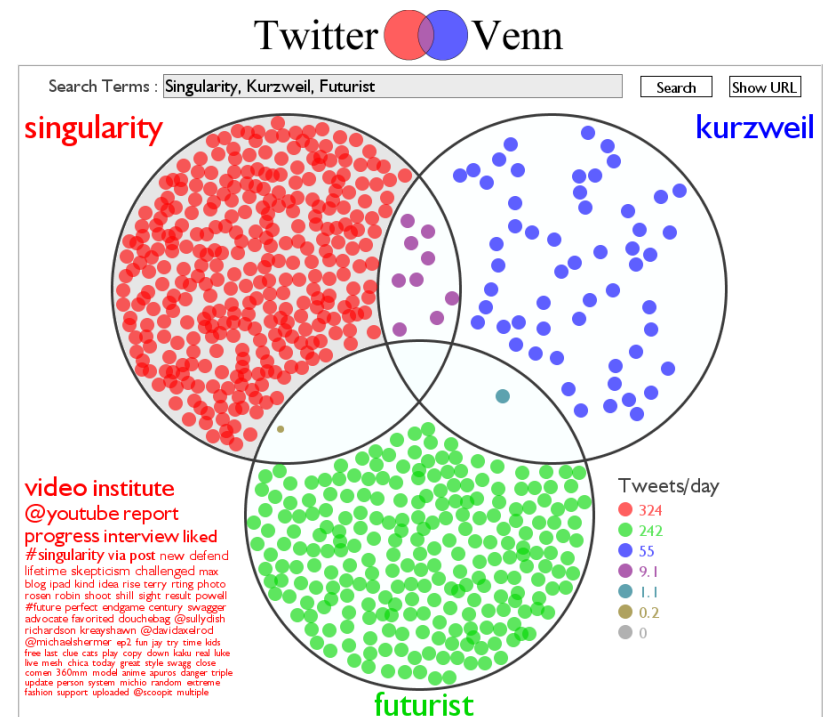 Twitter Venn
Search Terms : Singularity, Kurzweil, Futurist Search Show URL
singularity kurzweil
video institute
@youtube report
progress interview liked
#singularity via post new defend
lifetime skepticism challenged max
blog ipad kind idea rise terry rting photo
rosen robin shoot shill sight result powell
#future perfect endgame century swagger
advocate favorited douchebag @sullydish
richardson kreayshawn @davidaxelrod
@michaelshermer ep2 fun jay try time kids
free last clue cats play copy down kaku real luke
live mesh chica today great style swagg close
comen 360mm model anime apuros danger triple
update person system michio random extreme
fashion support uploaded @scoopit multiple
Tweets/day
324
242
55
9.1
1.1
0.2
0
futurist